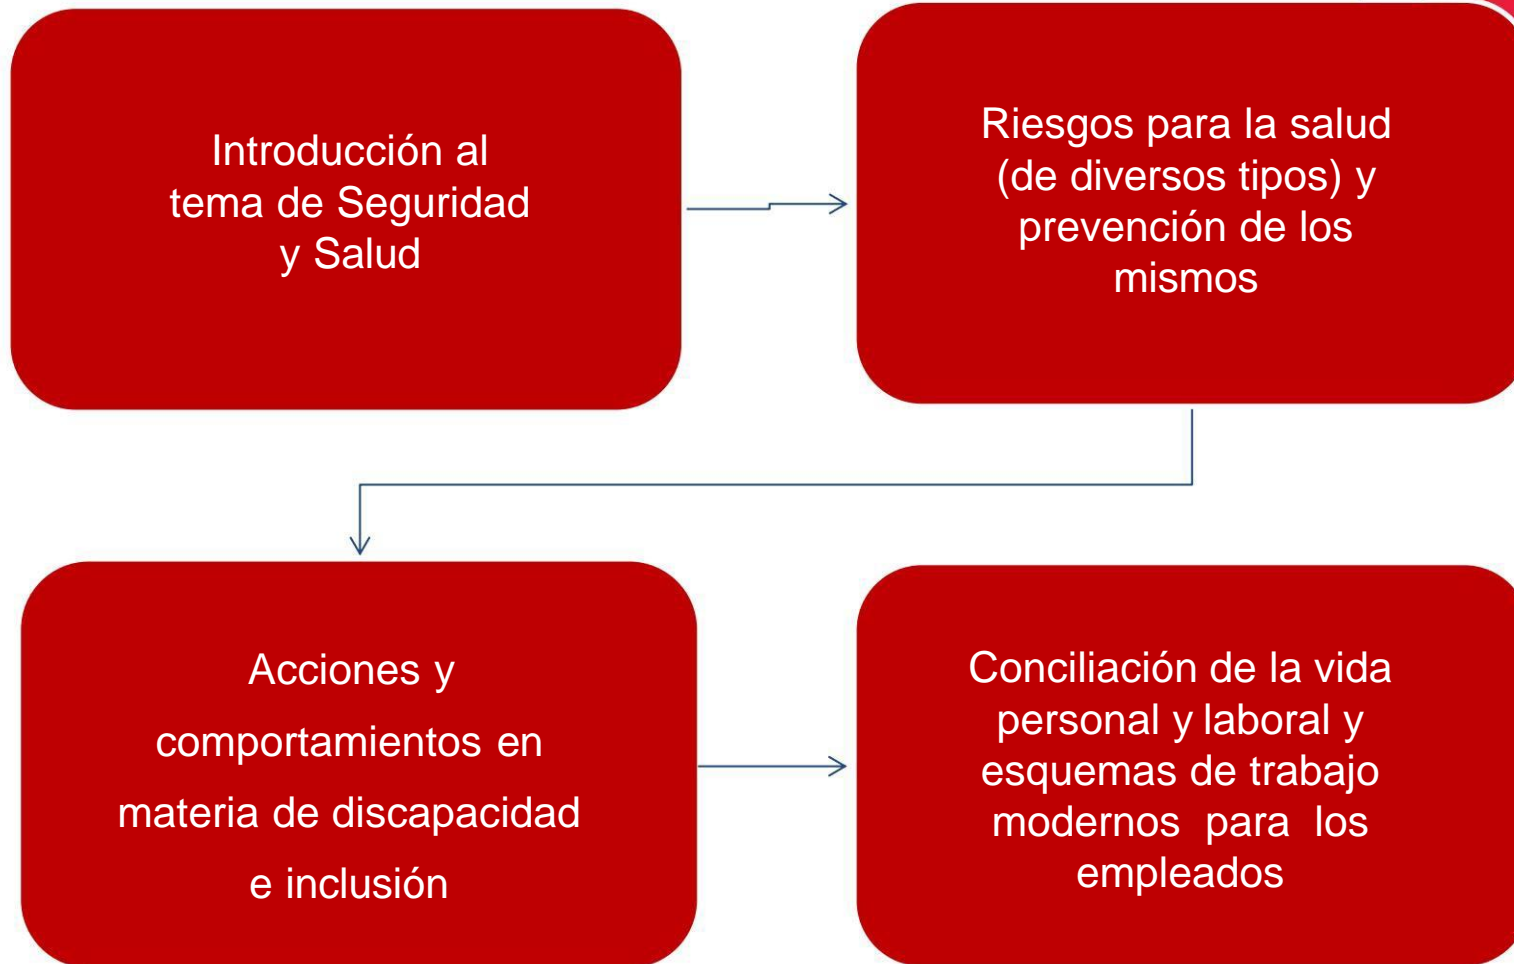 Introducción al
tema de Seguridad
y Salud
Riesgos para la salud
(de diversos tipos) y
prevención de los
mismos
Acciones y
comportamientos en
materia de discapacidad
e inclusión
Conciliación de la vida
personal y laboral y
esquemas de trabajo
modernos para los
empleados